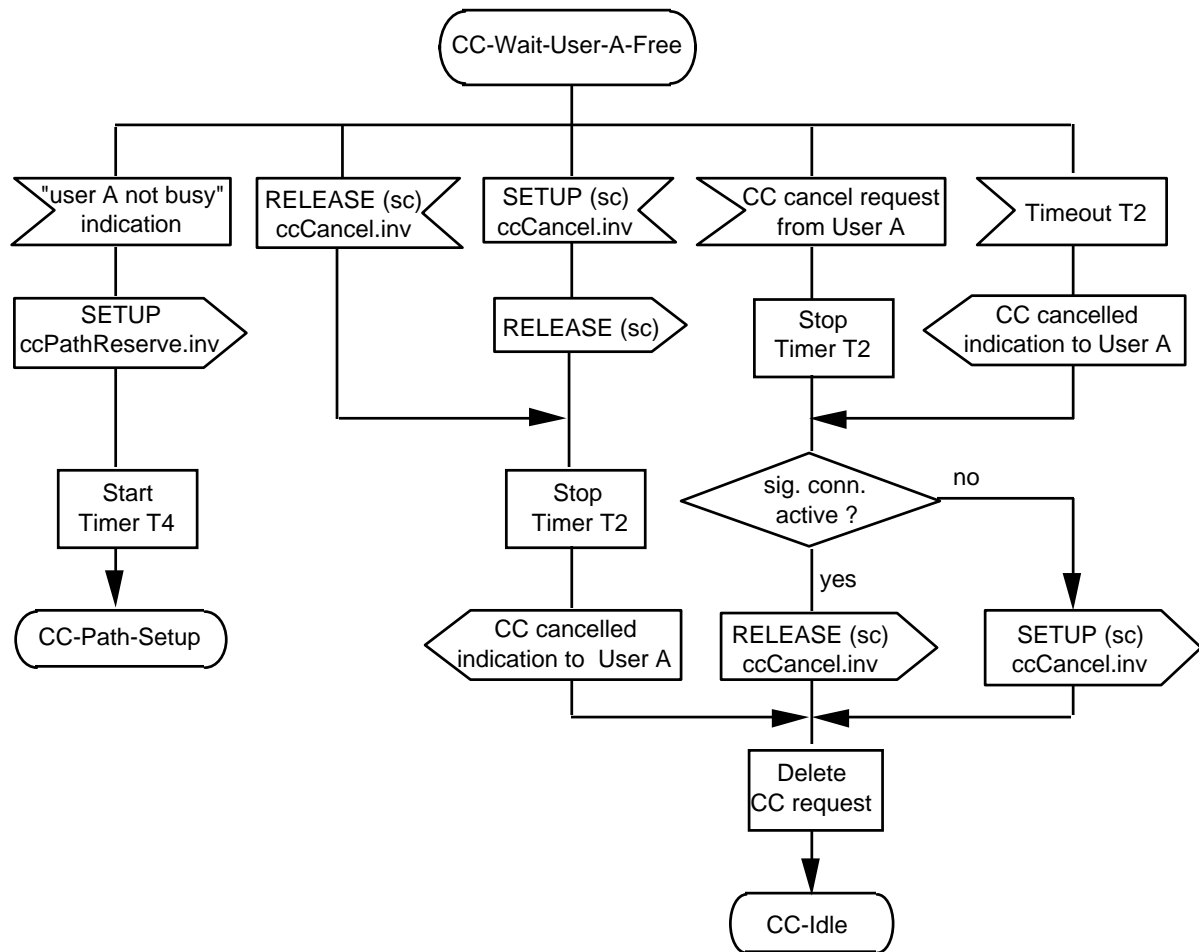 CC-Wait-User-A-Free
"user A not busy"
indication
RELEASE (sc)
ccCancel.inv
SETUP (sc)
ccCancel.inv
CC cancel request
from User A
Timeout T2
SETUP
ccPathReserve.inv
RELEASE (sc)
Stop
Timer T2
CC cancelled
indication to User A
Start
Timer T4
Stop
Timer T2
sig. conn.
active ?
no
yes
CC-Path-Setup
CC cancelled
indication to User A
RELEASE (sc)
ccCancel.inv
SETUP (sc)
ccCancel.inv
Delete
CC request
CC-Idle